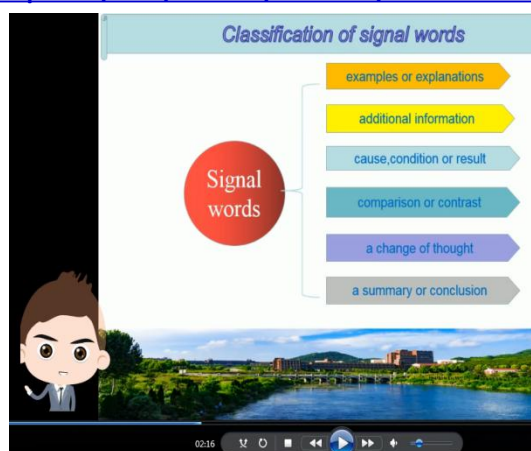 Classification of signal words
examples or explanations
additional information
cause,condition or result
Signal
words
comparison or contrast
a change of thought
a summary or conclusion
02:16